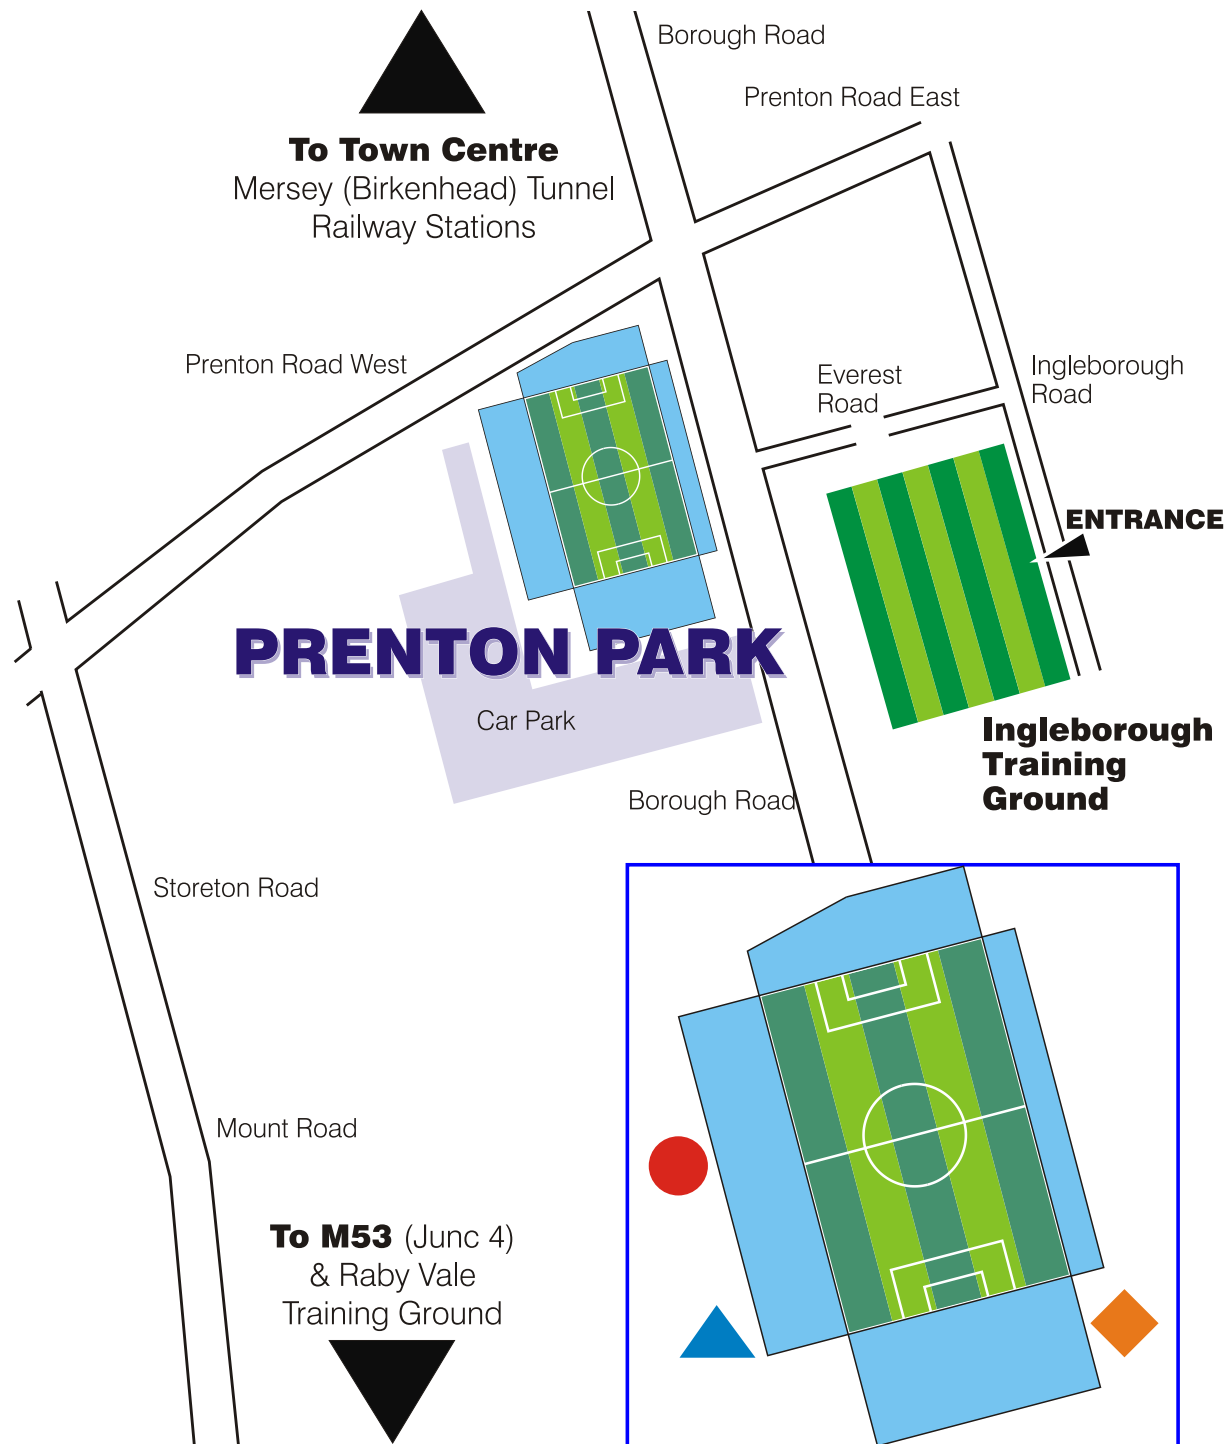 Borough Road
Prenton Road East
To Town Centre
Mersey (Birkenhead) Tunnel
Railway Stations
Prenton Road West
Everest
Road
Ingleborough
Road
ENTRANCE
PRENTON PARK
Car Park
Ingleborough
Training
Ground
Borough Road
Storeton Road
Mount Road
To M53 (Junc 4)
& Raby Vale
Training Ground